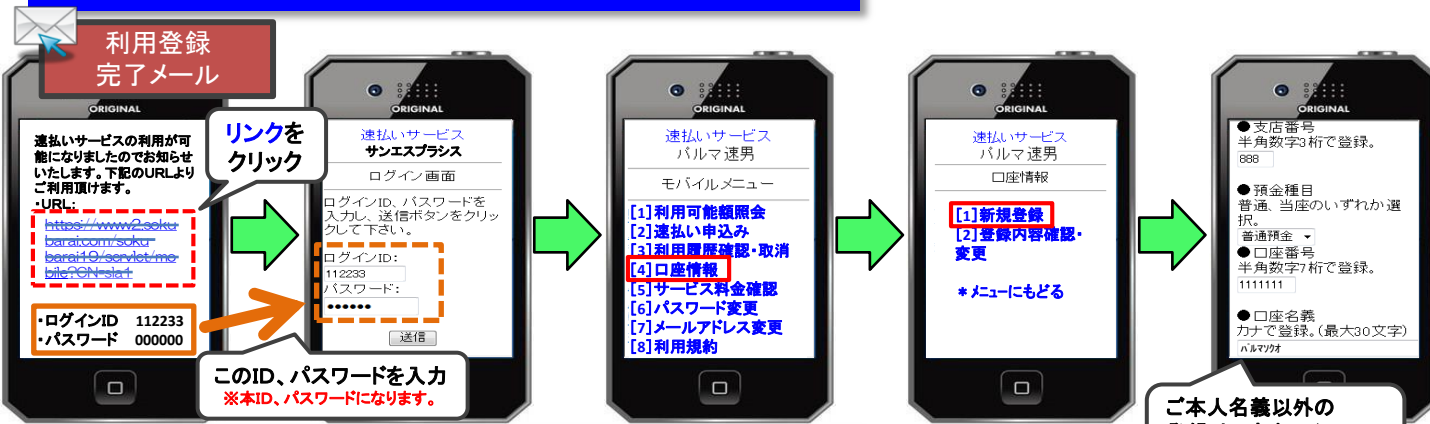 利用登録
完了メール
ORIGINAL
速払いサービスの利用が可
能になりましたのでお知らせ
いたします。下記のURLより
ご利用頂けます。
・URL:
https://www2.soku
barai.com/soku
barai19/servlet/mo
bile?CN=sla1
・ログインID 112233
・パスワード 000000
リンクを
クリック
ORIGINAL
速払いサービス
サンエスプラシス
ログイン画面
ログインID、パスワードを
入力し、送信ボタンをクリッ
クして下さい。
ログインID:
112233
パスワード:
●●●●●●
送信
このID、パスワードを入力
※本ID、パスワードになります。
ORIGINAL
速払いサービス
バルマ速男
モバイルメニュー
[1]利用可能額照会
[2]速払い申込み
[3]利用履歴確認・取消
[4]口座情報
[5]サービス料金確認
[6]パスワード変更
[7]メールアドレス変更
[8]利用規約
ORIGINAL
速払いサービス
バルマ速男
口座情報
[1]新規登録
[2]登録内容確認・
変更
*メニューにもどる
ORIGINAL
●支店番号
半角数字3桁で登録。
888
●預金種目
普通、当座のいずれか選
択。
普通預金
●口座番号
半角数字7桁で登録。
1111111
●口座名義
カナで登録。(最大30文字)
バルマソクオ
ご本人名義以外の